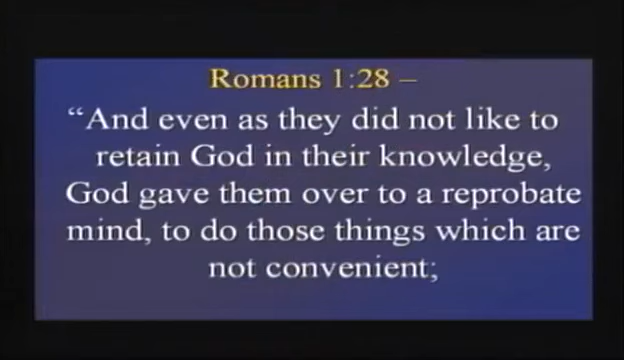 Romans 1:28 –
“And even as they did not like to
retain God in their knowledge,
God gave them over to a reprobate
mind, to do those things which are
not convenient;